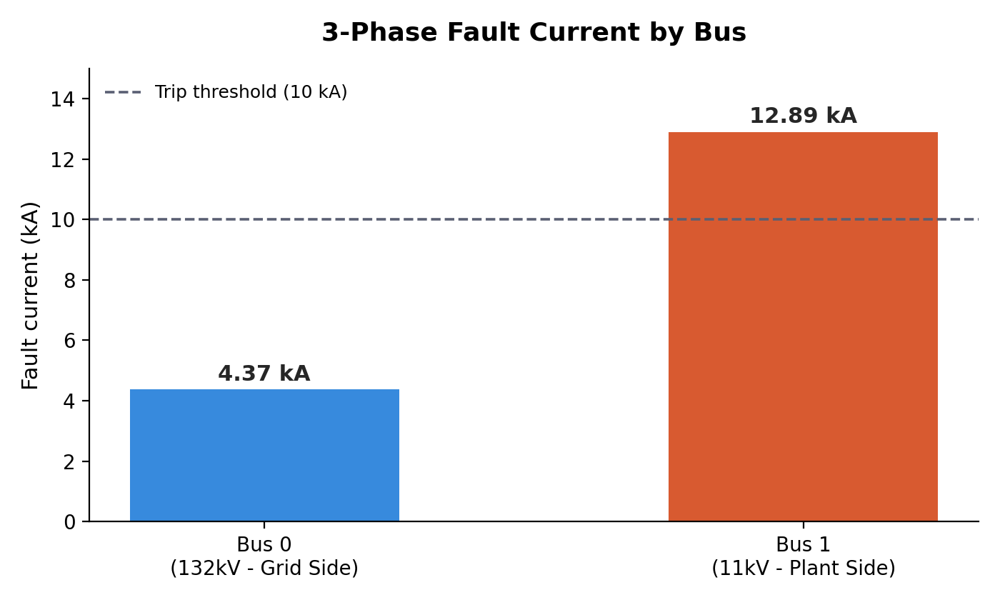 3-Phase Fault Current by Bus
Trip threshold (10 kA)
14
12
10
8
6
4
2
0
Fault current (kA)
4.37 kA
12.89 kA
Bus 0
(132kV - Grid Side)
Bus 1
(11kV - Plant Side)